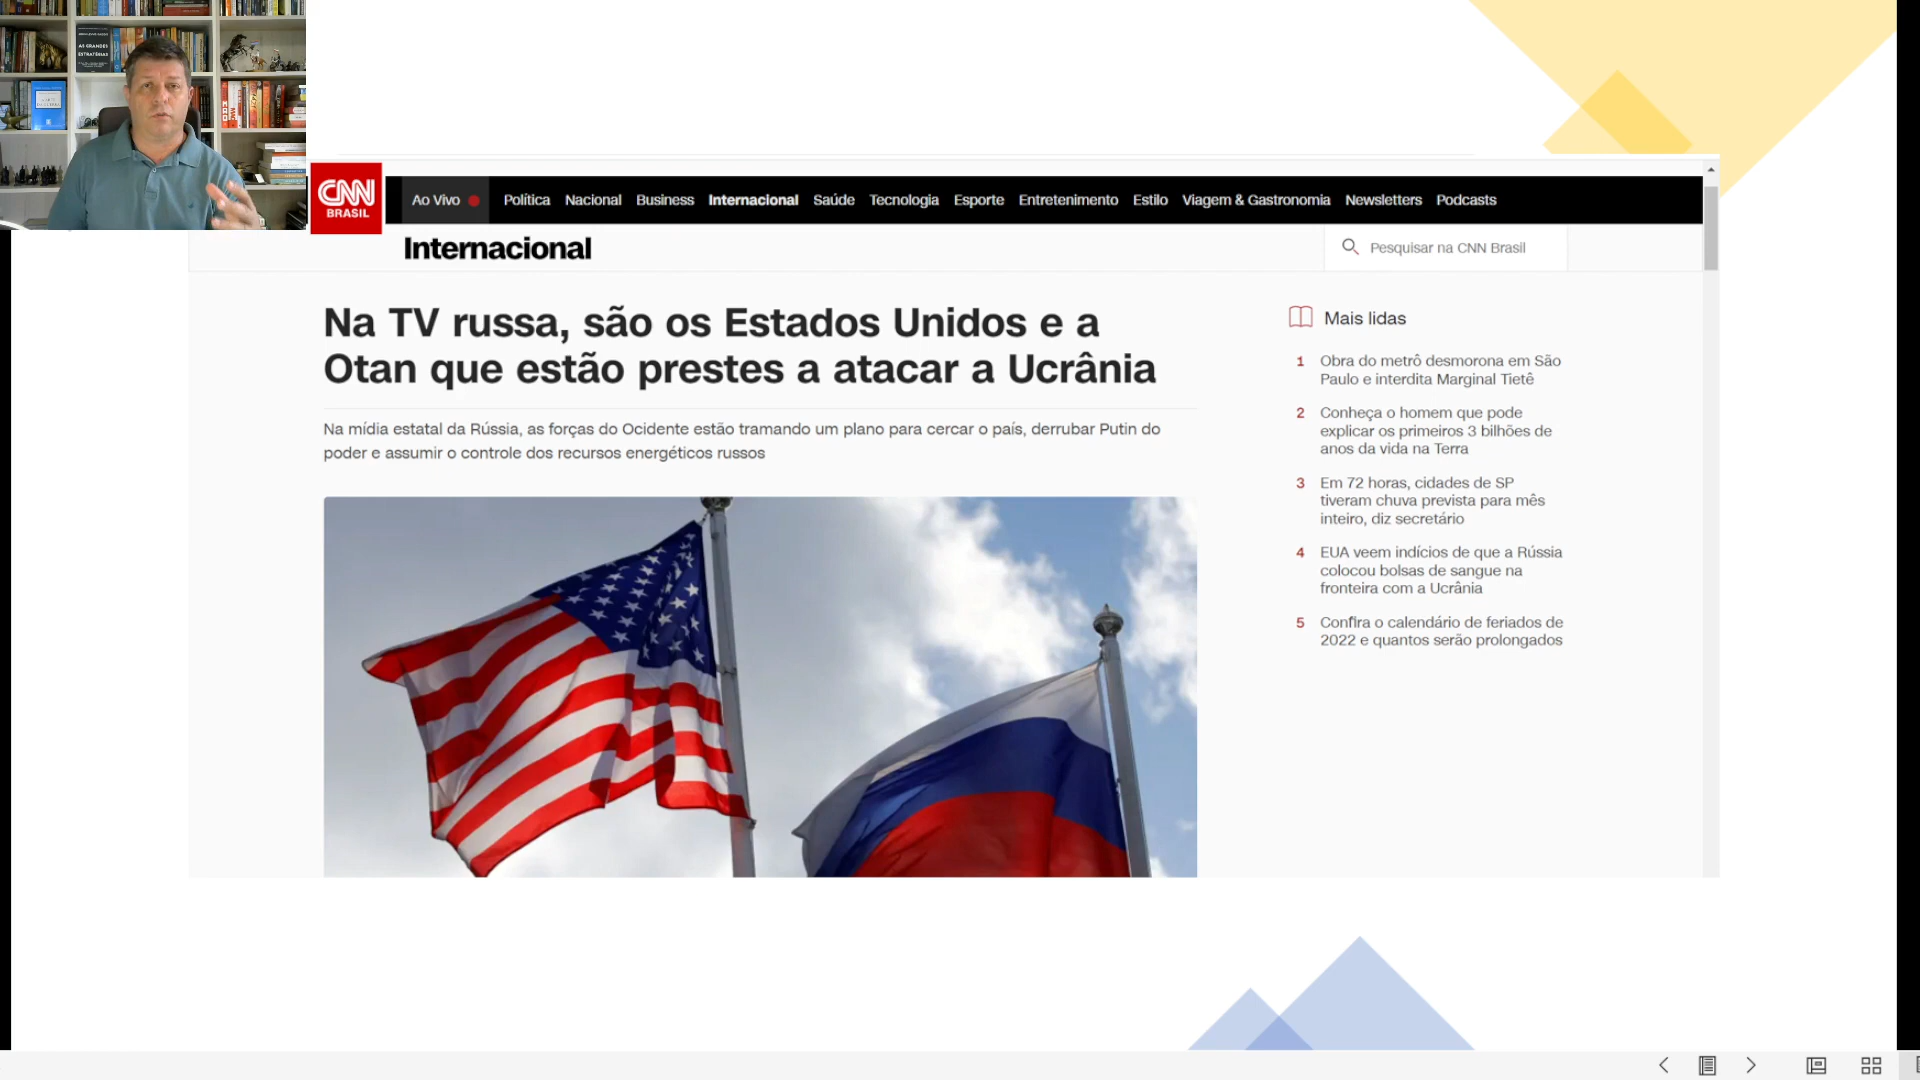 AS GRANDES
ESTRATÉGIAS
CNN
BRASIL
Ao Vivo
Política
Nacional
Business
Internacional
Saúde
Tecnologia
Esporte
Entretenimento
Estilo
Viagem & Gastronomia
Newsletters
Podcasts
Internacional
Pesquisar na CNN Brasil
Na TV russa, são os Estados Unidos e a
Otan que estão prestes a atacar a Ucrânia
Na mídia estatal da Rússia, as forças do Ocidente estão tramando um plano para cercar o país, derrubar Putin do
poder e assumir o controle dos recursos energéticos russos
Mais lidas
1 Obra do metrô desmorona em São
Paulo e interdita Marginal Tietê
2 Conheça o homem que pode
explicar os primeiros 3 bilhões de
anos da vida na Terra
3 Em 72 horas, cidades de SP
tiveram chuva prevista para mês
inteiro, diz secretário
4 EUA veem indícios de que a Rússia
colocou bolsas de sangue na
fronteira com a Ucrânia
5 Confira o calendário de feriados de
2022 e quantos serão prolongados